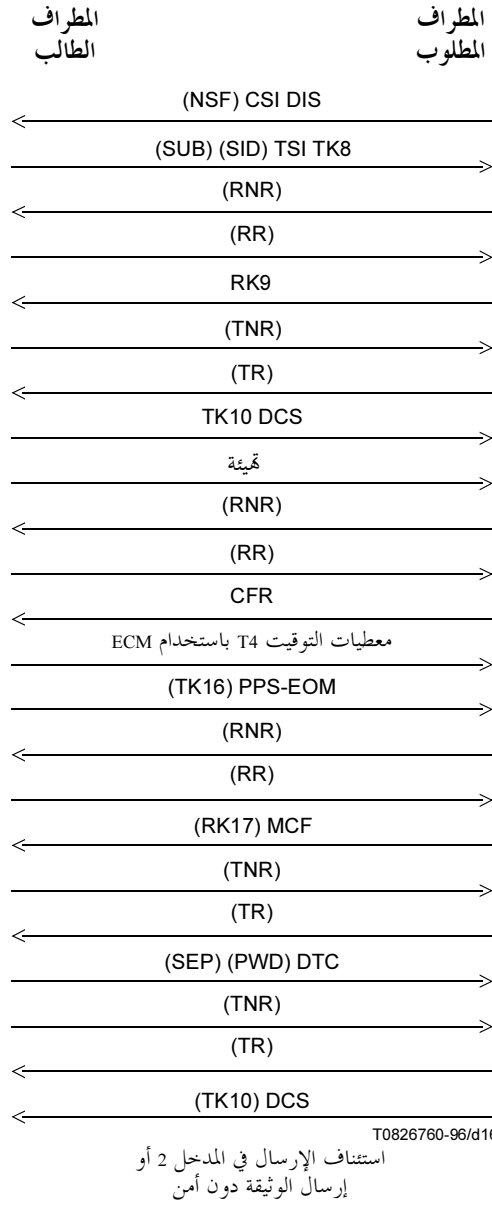 المطراف المطراف
الطالب المطلوب
(NSF) CSI DIS
(SUB) (SID) TSI TK8
(RNR)
(RR)
RK9
(TNR)
(TR)
TK10 DCS
تهيئة
(RNR)
(RR)
CFR
معطيات التوقيت T4 باستخدام ECM
(TK16) PPS-EOM
(RNR)
(RR)
(RK17) MCF
(TNR)
(TR)
(SEP) (PWD) DTC
(TNR)
(TR)
(TK10) DCS
T0826760-96/d16
استئناف الإرسال في المدخل 2 أو
إرسال الوثيقة دون أمن